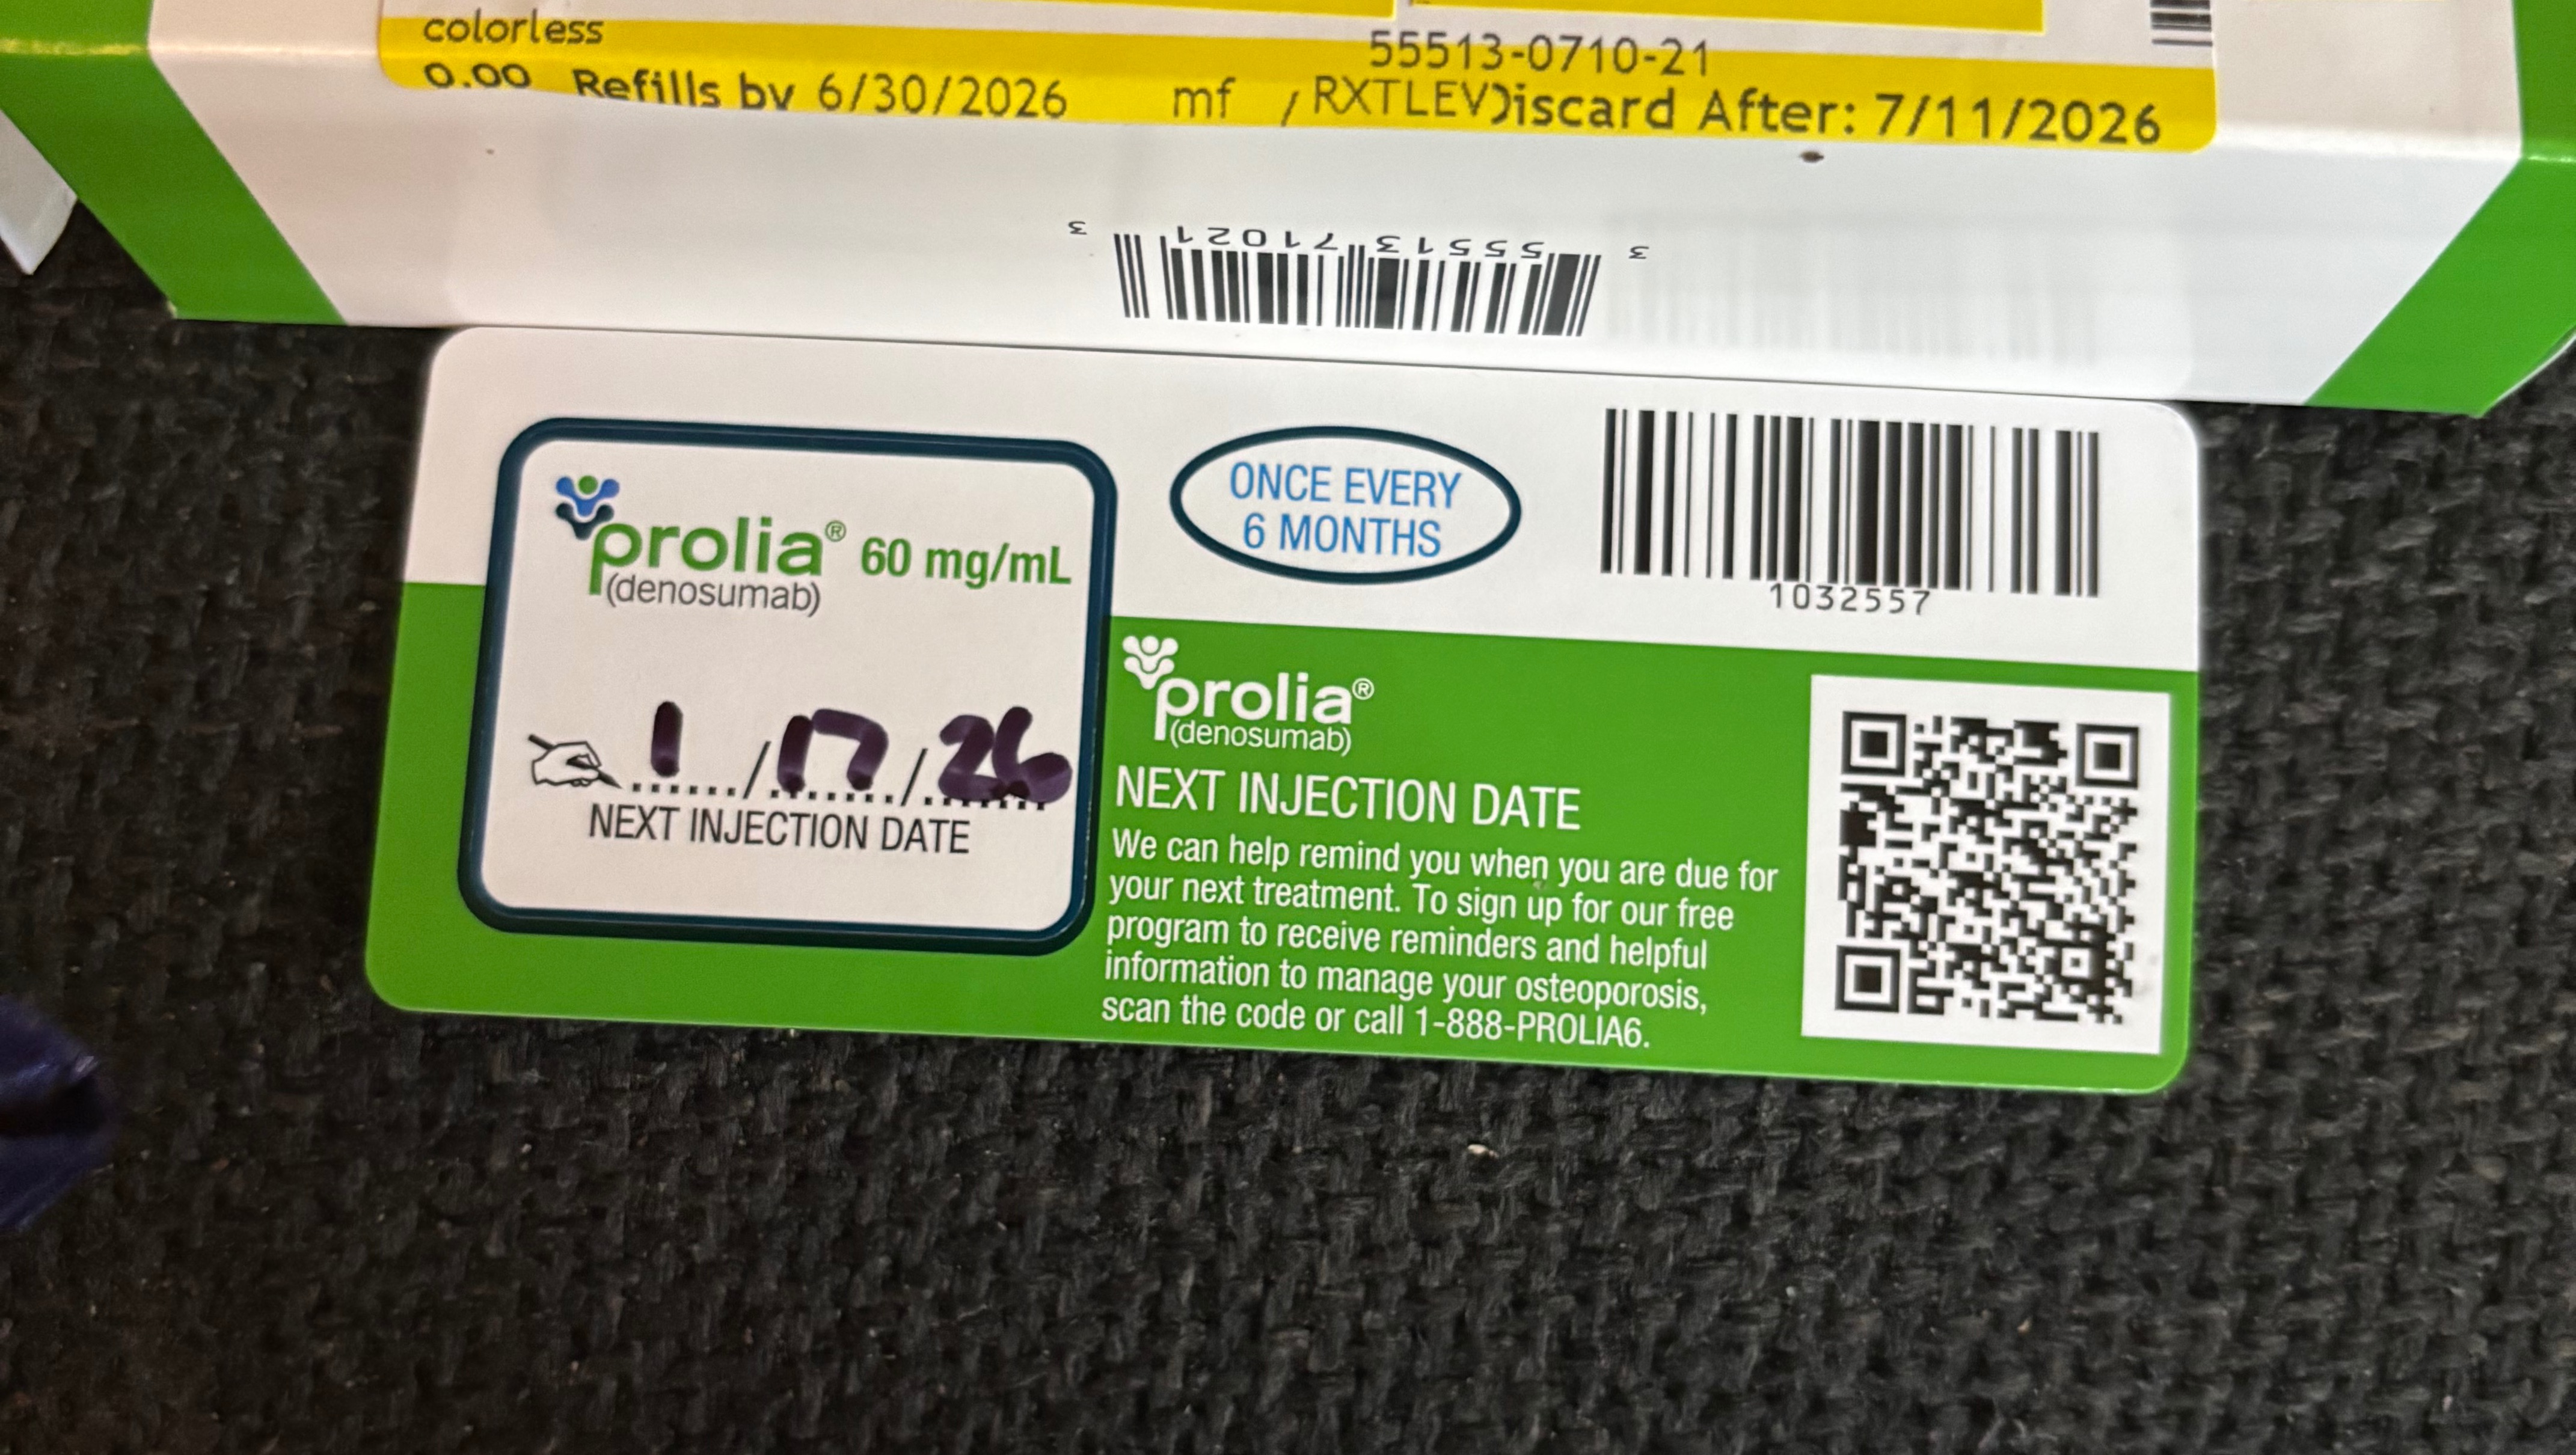 colorless
55513-0710-21
0.00 Refills by 6/30/2026 mf / RXTLEV Discard After: 7/11/2026
3 55513 71021 3
prolia® 60 mg/mL
(denosumab)
1/17/26
NEXT INJECTION DATE
ONCE EVERY
6 MONTHS
1032557
prolia®
(denosumab)
NEXT INJECTION DATE
We can help remind you when you are due for
your next treatment. To sign up for our free
program to receive reminders and helpful
information to manage your osteoporosis,
scan the code or call 1-888-PROLIA6.